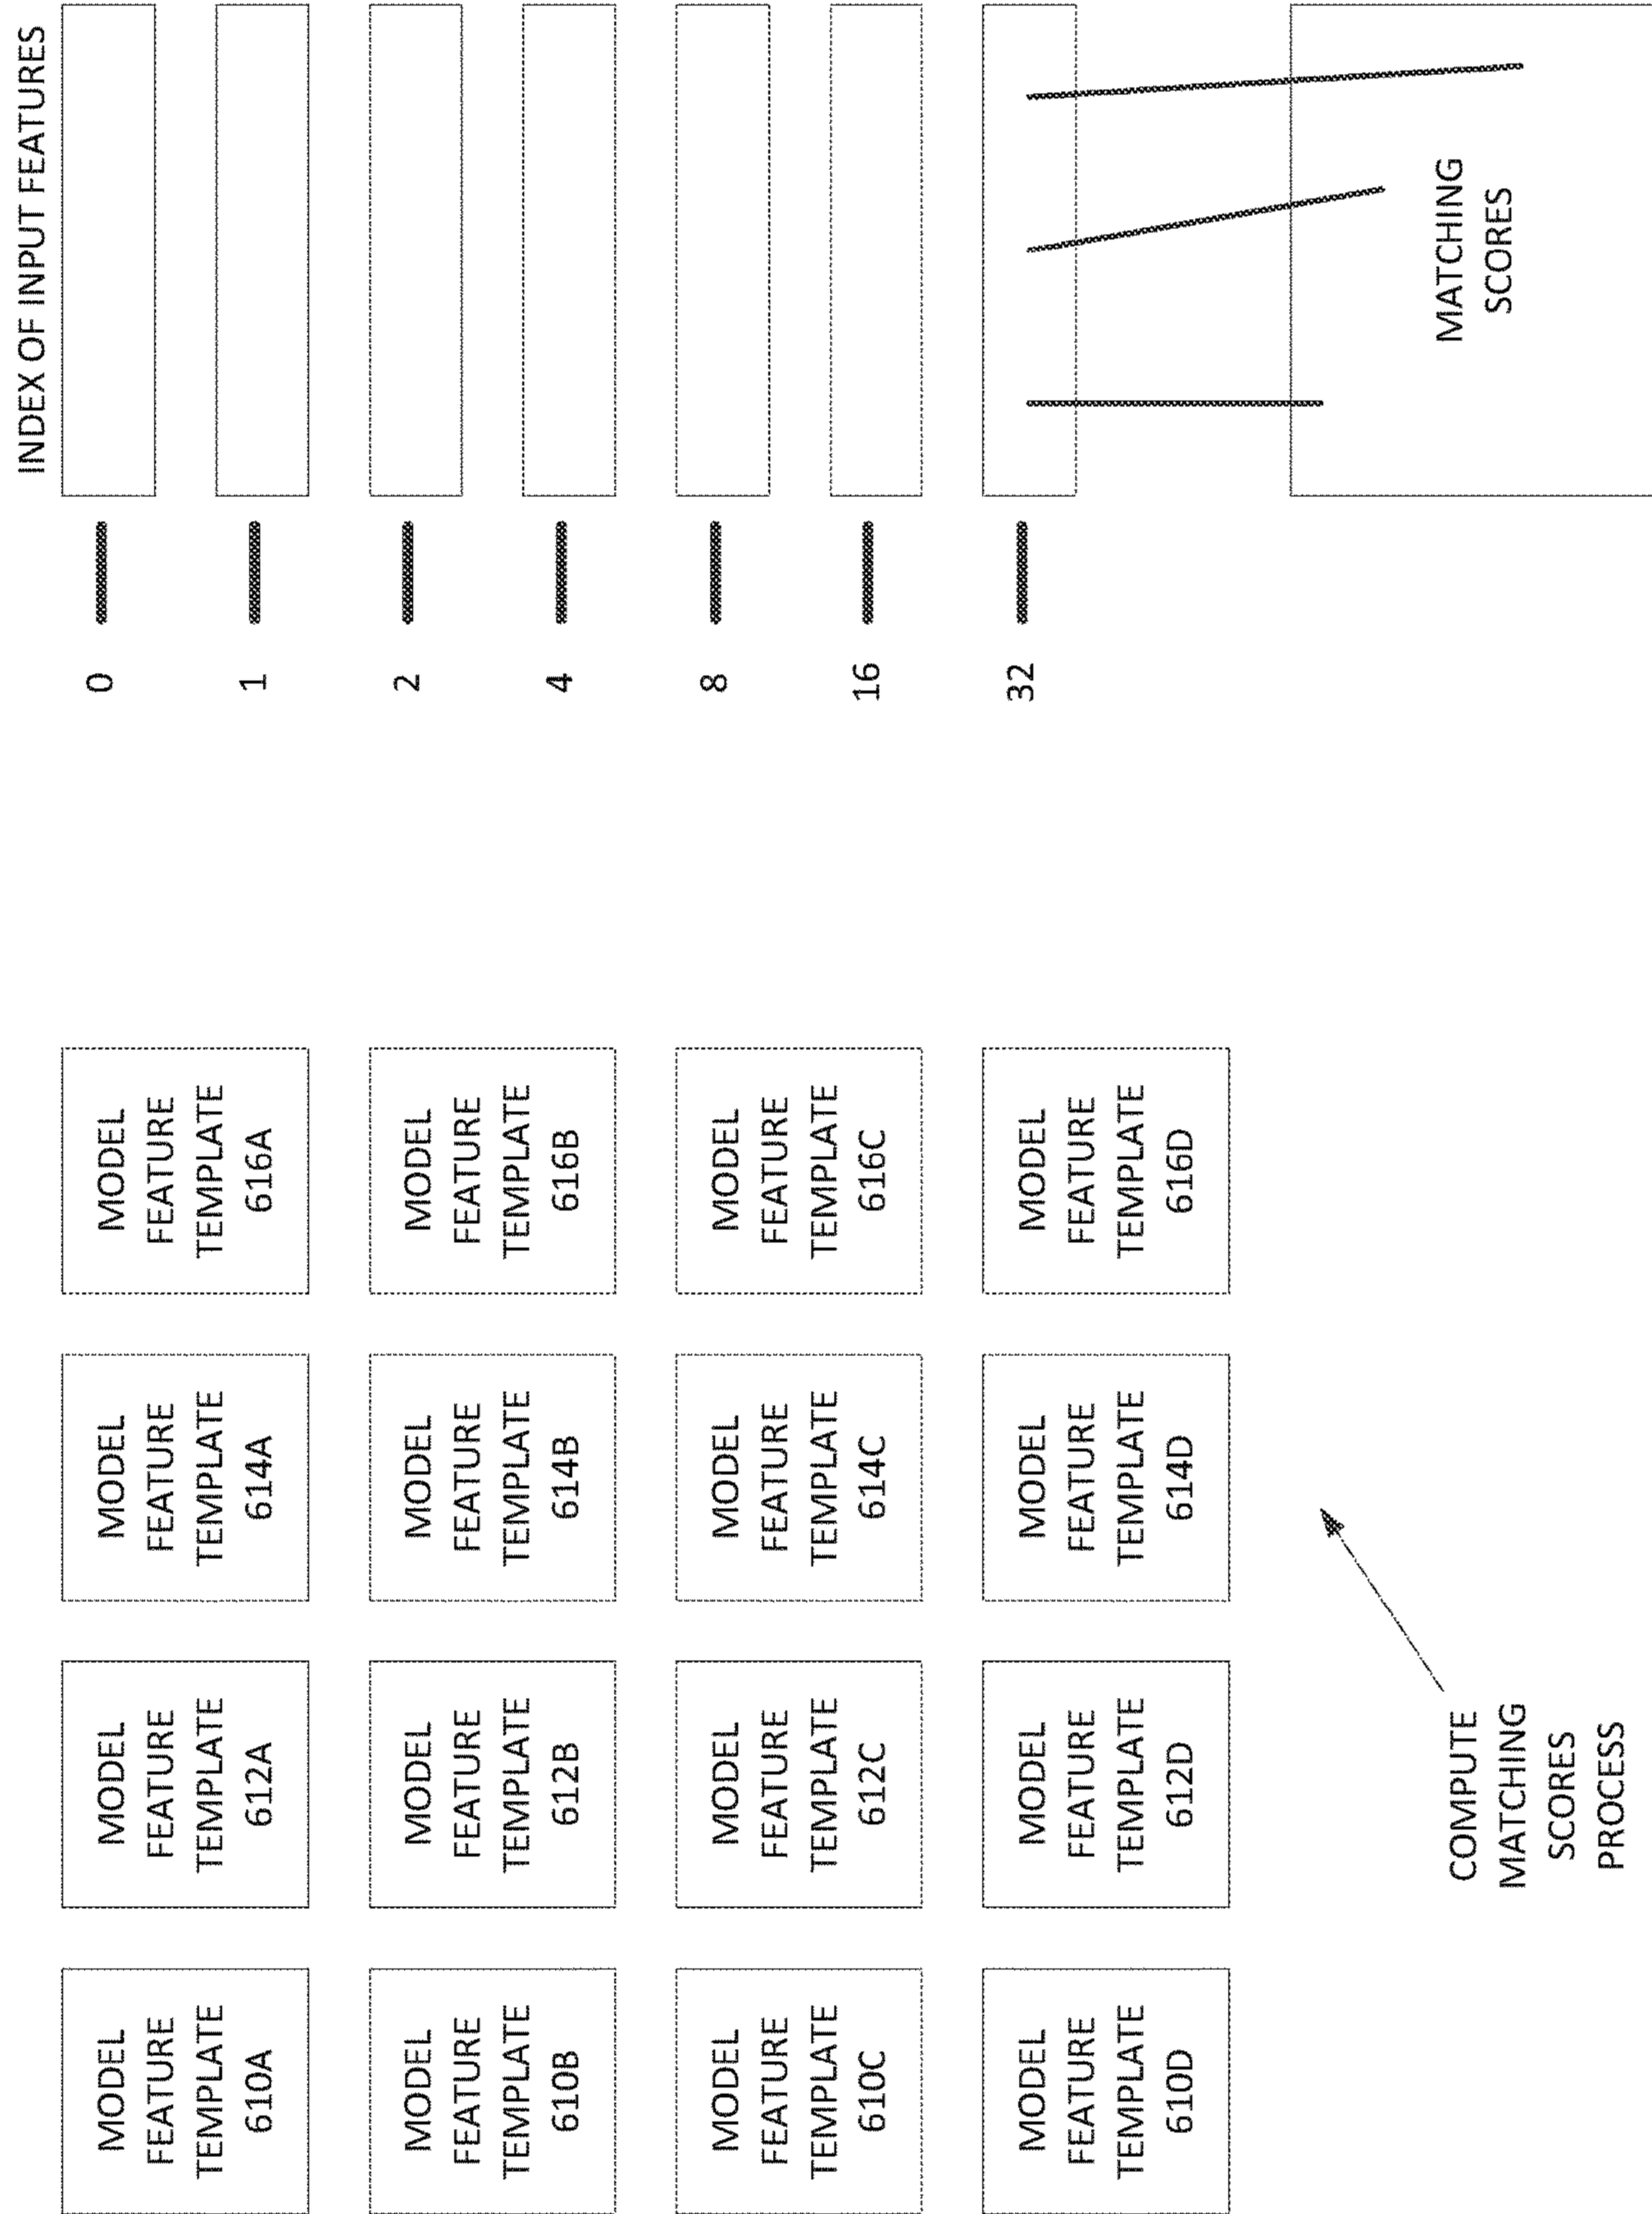 INDEX OF INPUT FEATURES
MODEL
FEATURE
TEMPLATE
610A
MODEL
FEATURE
TEMPLATE
612A
MODEL
FEATURE
TEMPLATE
614A
MODEL
FEATURE
TEMPLATE
616A
0
1
MODEL
FEATURE
TEMPLATE
610B
MODEL
FEATURE
TEMPLATE
612B
MODEL
FEATURE
TEMPLATE
614B
MODEL
FEATURE
TEMPLATE
616B
2
4
MODEL
FEATURE
TEMPLATE
610C
MODEL
FEATURE
TEMPLATE
612C
MODEL
FEATURE
TEMPLATE
614C
MODEL
FEATURE
TEMPLATE
616C
8
16
MODEL
FEATURE
TEMPLATE
610D
MODEL
FEATURE
TEMPLATE
612D
MODEL
FEATURE
TEMPLATE
614D
MODEL
FEATURE
TEMPLATE
616D
32
COMPUTE
MATCHING
SCORES
PROCESS
MATCHING
SCORES